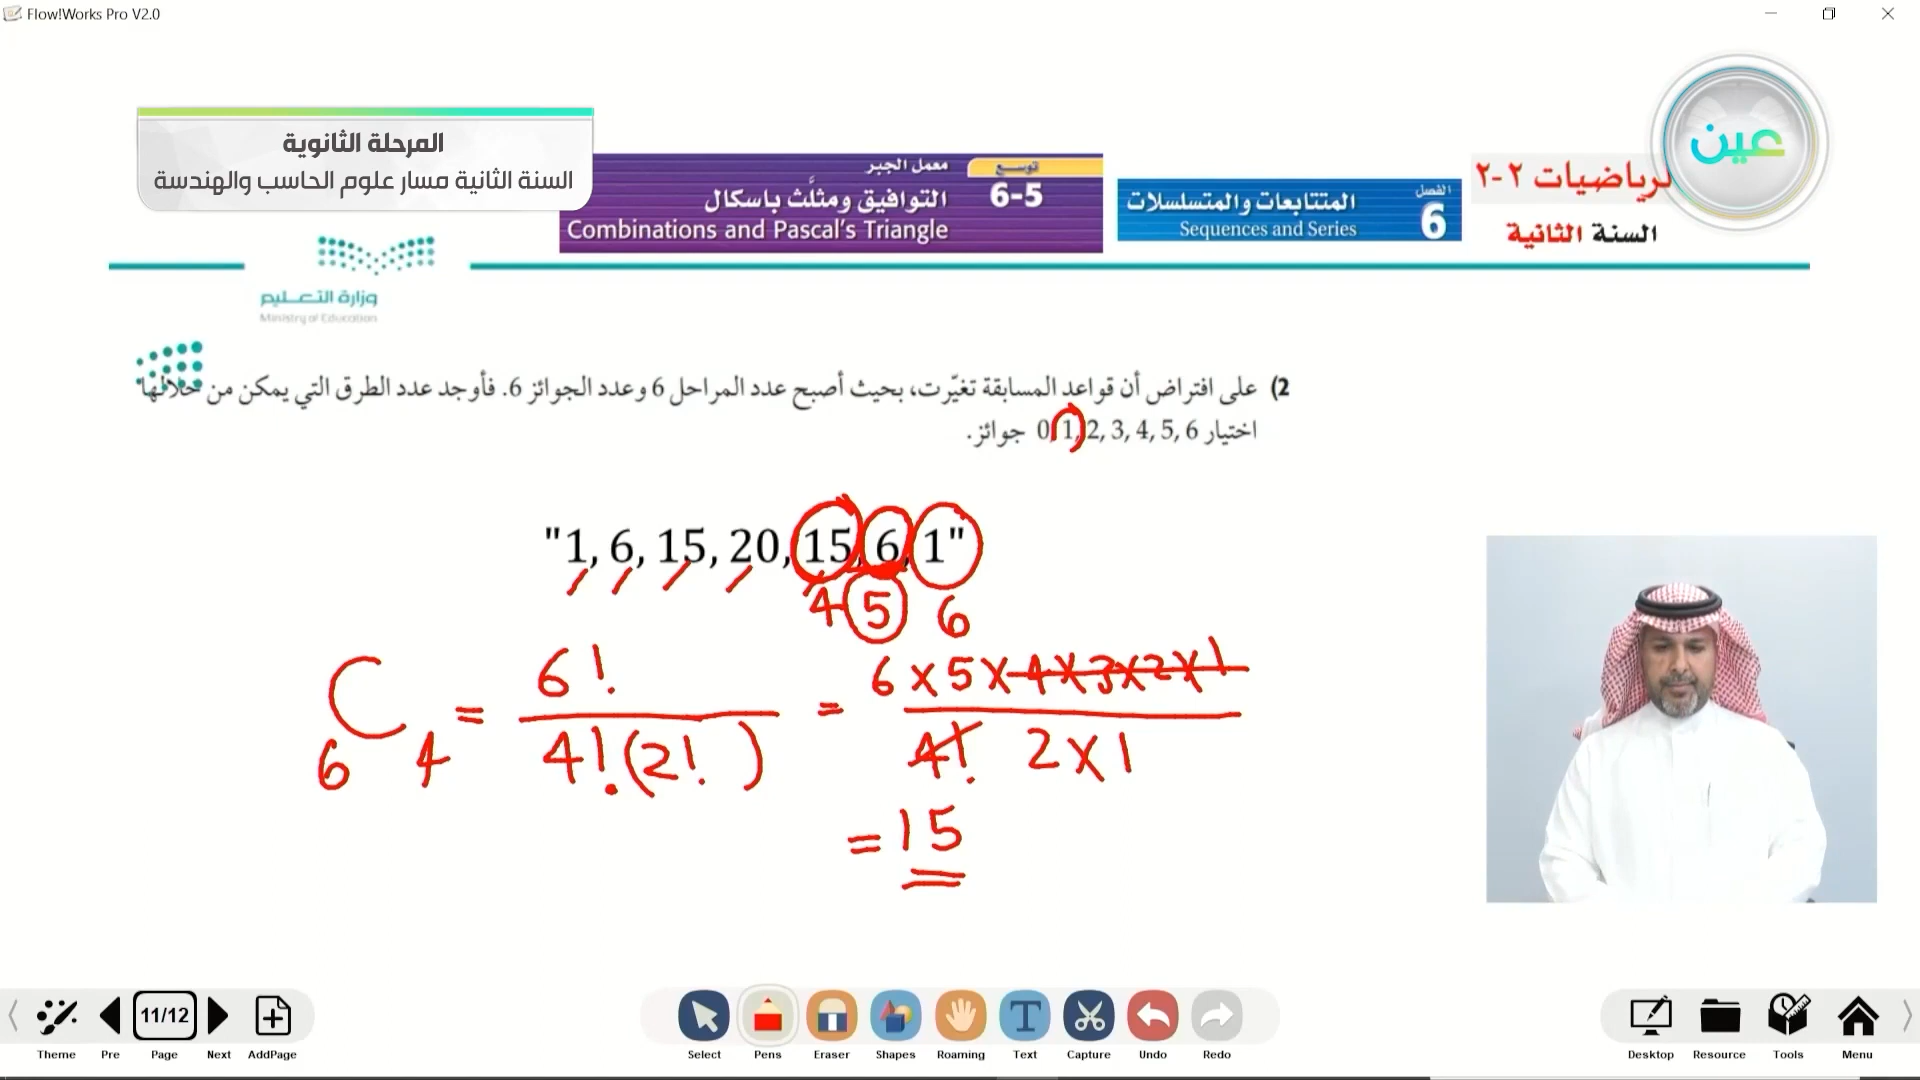 Flow!Works Pro V2.0
المرحلة الثانوية
السنة الثانية مسار علوم الحاسب والهندسة
عين
لرياضيات ٢-٢
السنة الثانية
الفصل
6
المتتابعات والمتسلسلات
Sequences and Series
توسع
6-5
معمل الجبر
التوافيق ومثلَّث باسكال
Combinations and Pascal's Triangle
وزارة التعـليم
Ministry of Education
2) على افتراض أن قواعد المسابقة تغيّرت، بحيث أصبح عدد المراحل 6 وعدد الجوائز 6. فأوجد عدد الطرق التي يمكن من خلالها
اختيار 0, 1, 2, 3, 4, 5, 6 جوائز.
"1, 6, 15, 20, 15, 6, 1"
4 5 6
6 C 4 = 6! / 4! (2!) = 6 x 5 x 4 x 3 x 2 x 1 / 4! 2 x 1
= 15
11/12
Theme Pre Page Next AddPage
Select Pens Eraser Shapes Roaming Text Capture Undo Redo
Desktop Resource Tools Menu